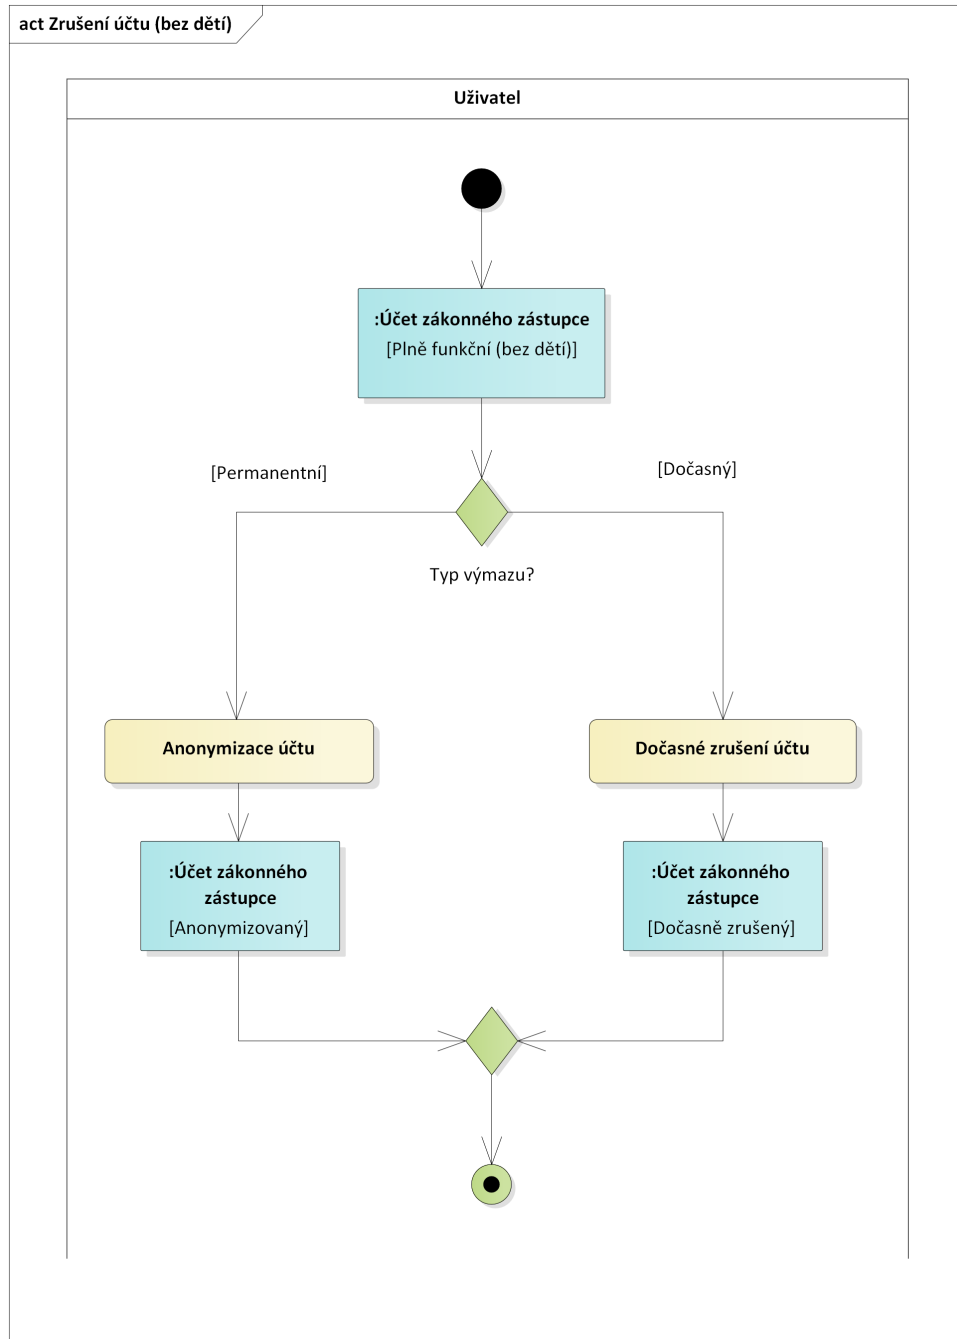 act Zrušení účtu (bez dětí)
Uživatel
:Účet zákonného zástupce
[Plně funkční (bez dětí)]
[Permanentní]
[Dočasný]
Typ výmazu?
Anonymizace účtu
Dočasné zrušení účtu
:Účet zákonného
zástupce
[Anonymizovaný]
:Účet zákonného
zástupce
[Dočasně zrušený]